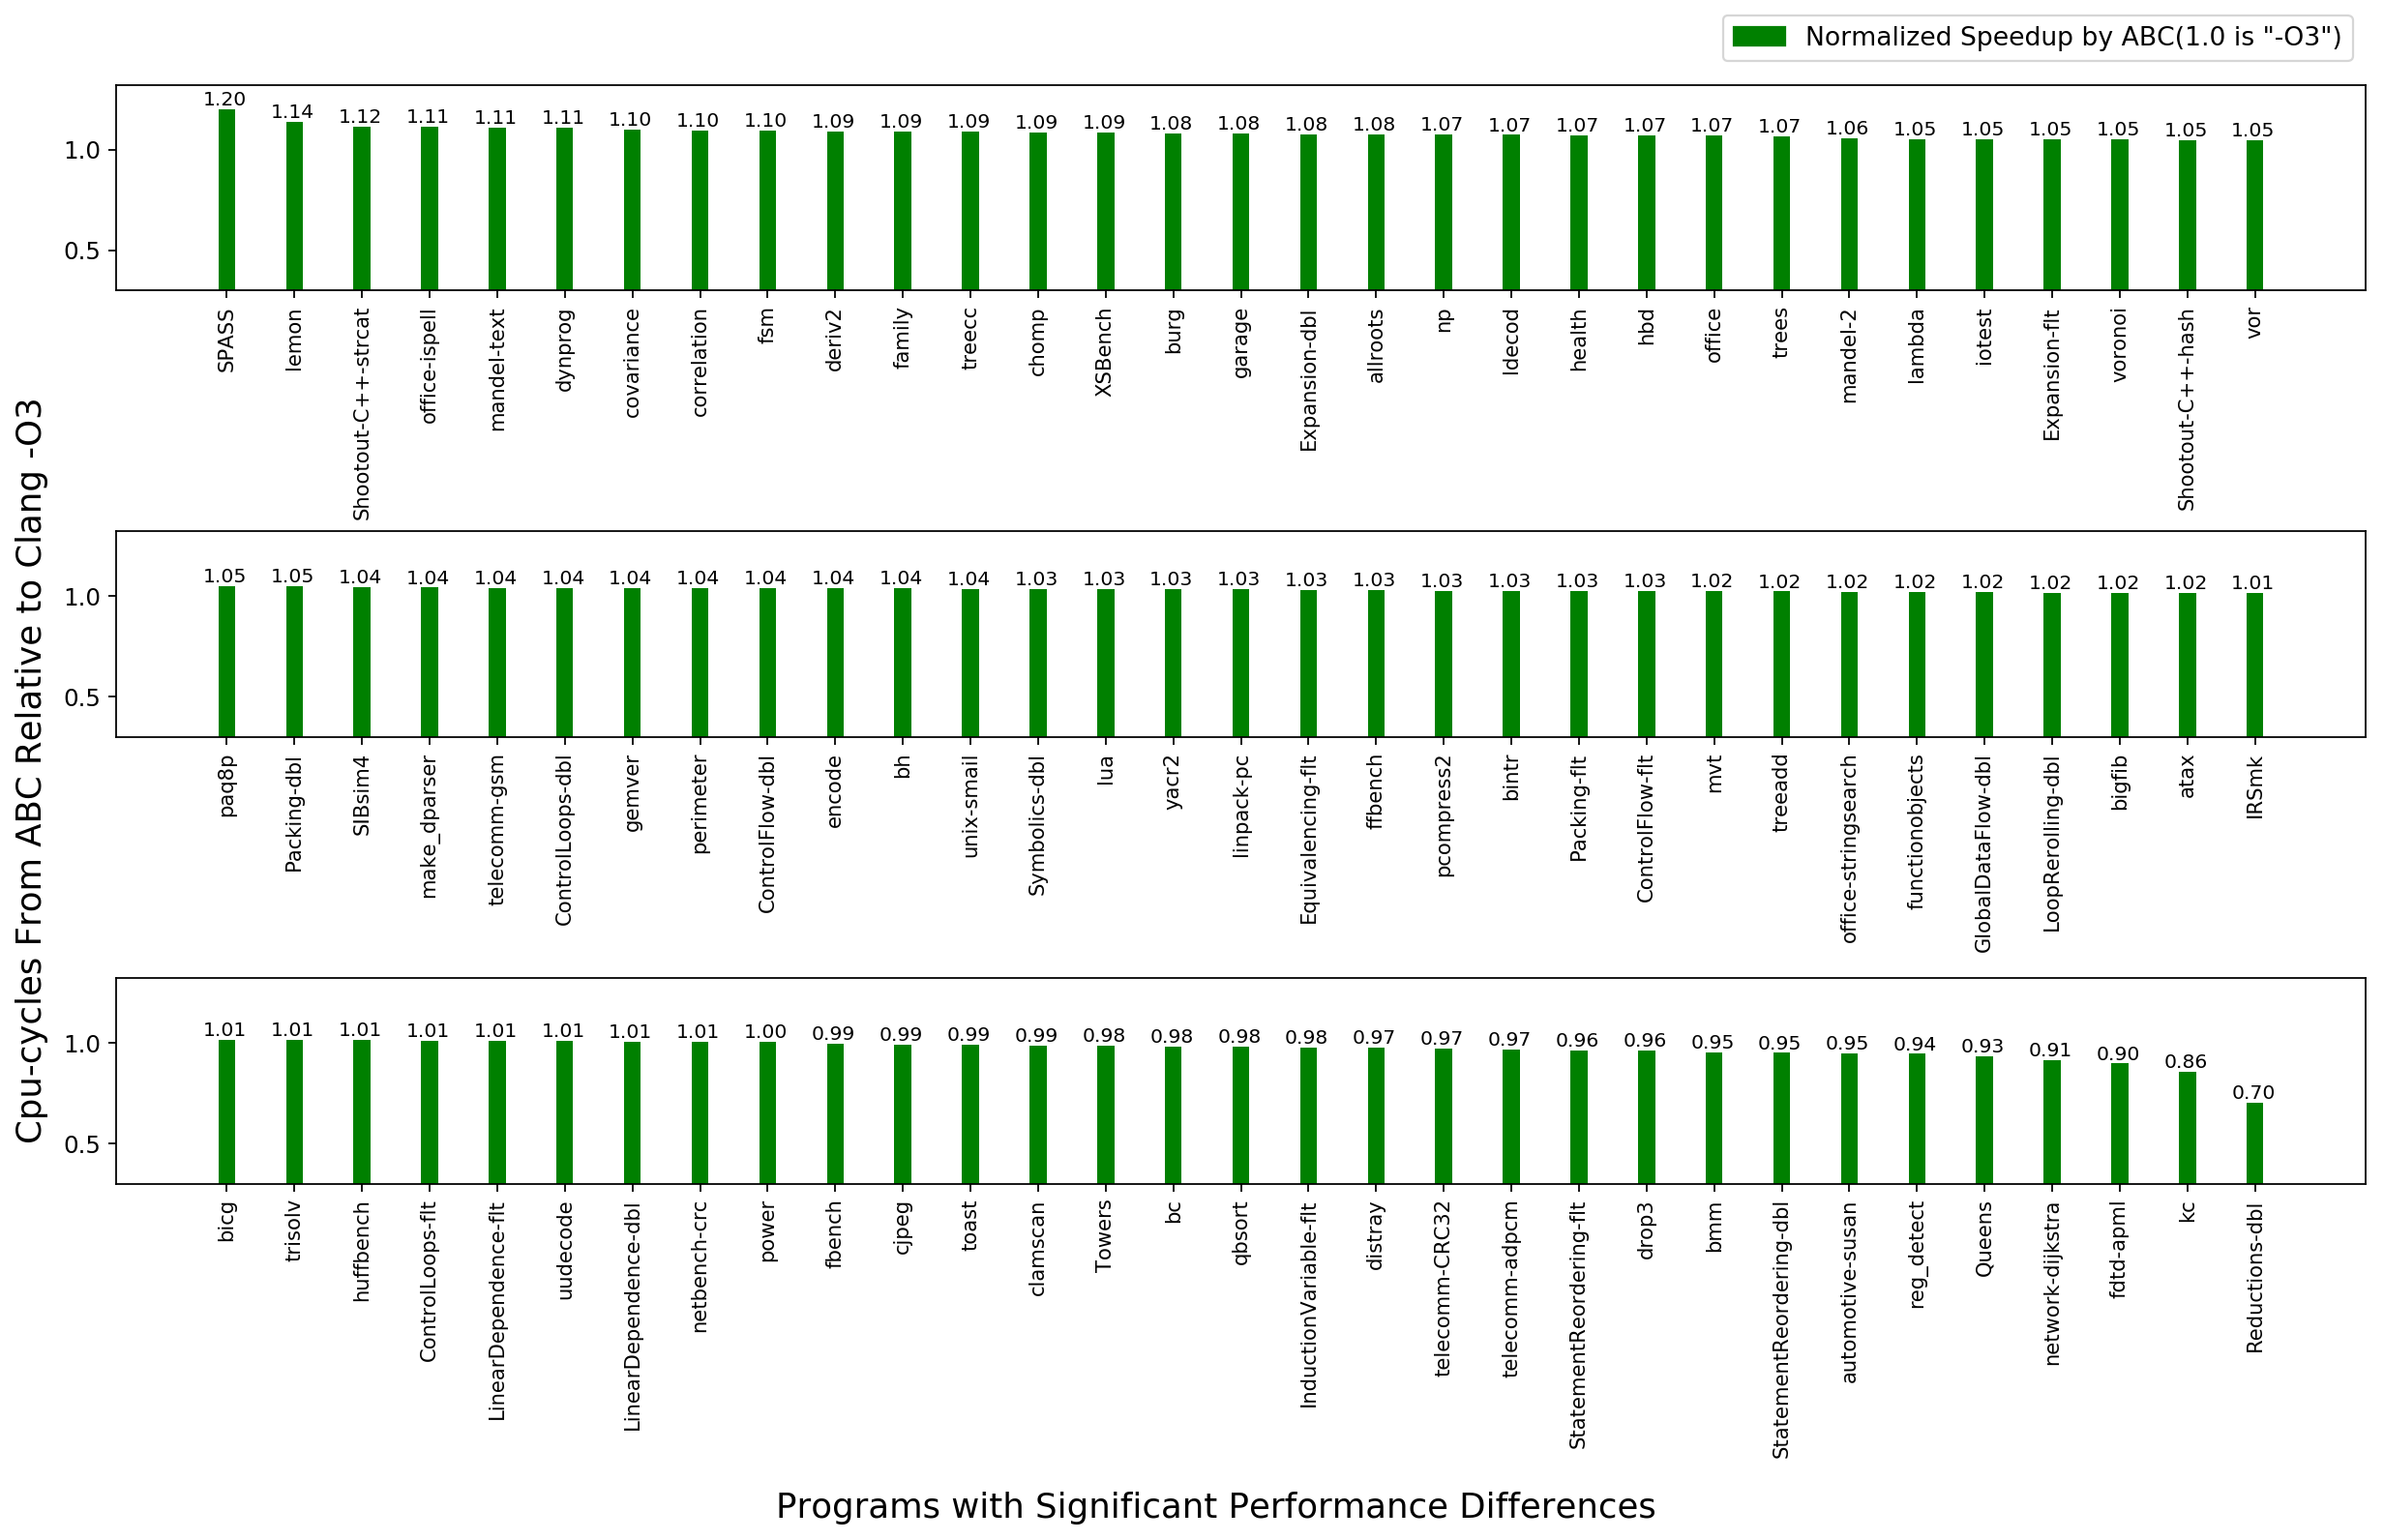 Normalized Speedup by ABC(1.0 is "-O3")
Cpu-cycles From ABC Relative to Clang -O3
1.20 1.14 1.12 1.11 1.11 1.11 1.10 1.10 1.10 1.09 1.09 1.09 1.09 1.09 1.08 1.08 1.08 1.08 1.07 1.07 1.07 1.07 1.07 1.07 1.06 1.05 1.05 1.05 1.05 1.05 1.05
1.0
0.5
SPASS lemon Shootout-C++-strcat office-ispell mandel-text dynprog covariance correlation fsm deriv2 family treecc chomp XSBench burg garage Expansion-dbl allroots np ldecod health hbd office trees mandel-2 lambda iotest Expansion-flt voronoi Shootout-C++-hash vor
1.05 1.05 1.04 1.04 1.04 1.04 1.04 1.04 1.04 1.04 1.04 1.04 1.03 1.03 1.03 1.03 1.03 1.03 1.03 1.03 1.03 1.03 1.02 1.02 1.02 1.02 1.02 1.02 1.02 1.02 1.01
1.0
0.5
paq8p Packing-dbl SIBsim4 make_dparser telecomm-gsm ControlLoops-dbl gemver perimeter ControlFlow-dbl encode bh unix-smail Symbolics-dbl lua yacr2 linpack-pc Equivalencing-flt ffbench pcompress2 bintr Packing-flt ControlFlow-flt mvt treeadd office-stringsearch functionobjects GlobalDataFlow-dbl LoopRerolling-dbl bigfib atax IRSmk
1.01 1.01 1.01 1.01 1.01 1.01 1.01 1.01 1.00 0.99 0.99 0.99 0.99 0.98 0.98 0.98 0.98 0.97 0.97 0.97 0.96 0.96 0.95 0.95 0.95 0.94 0.93 0.91 0.90 0.86 0.70
1.0
0.5
bicg trisolv huffbench ControlLoops-flt LinearDependence-flt uudecode LinearDependence-dbl netbench-crc power fbench cjpeg toast clamscan Towers bc qbsort InductionVariable-flt distray telecomm-CRC32 telecomm-adpcm StatementReordering-flt drop3 bmm StatementReordering-dbl automotive-susan reg_detect Queens network-dijkstra fdtd-apml kc Reductions-dbl
Programs with Significant Performance Differences